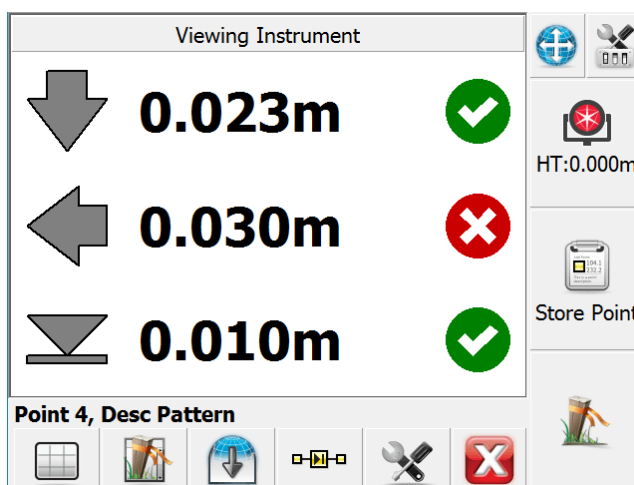 Viewing Instrument
0.023m
0.030m
0.010m
HT:0.000m
Store Point
Point 4, Desc Pattern